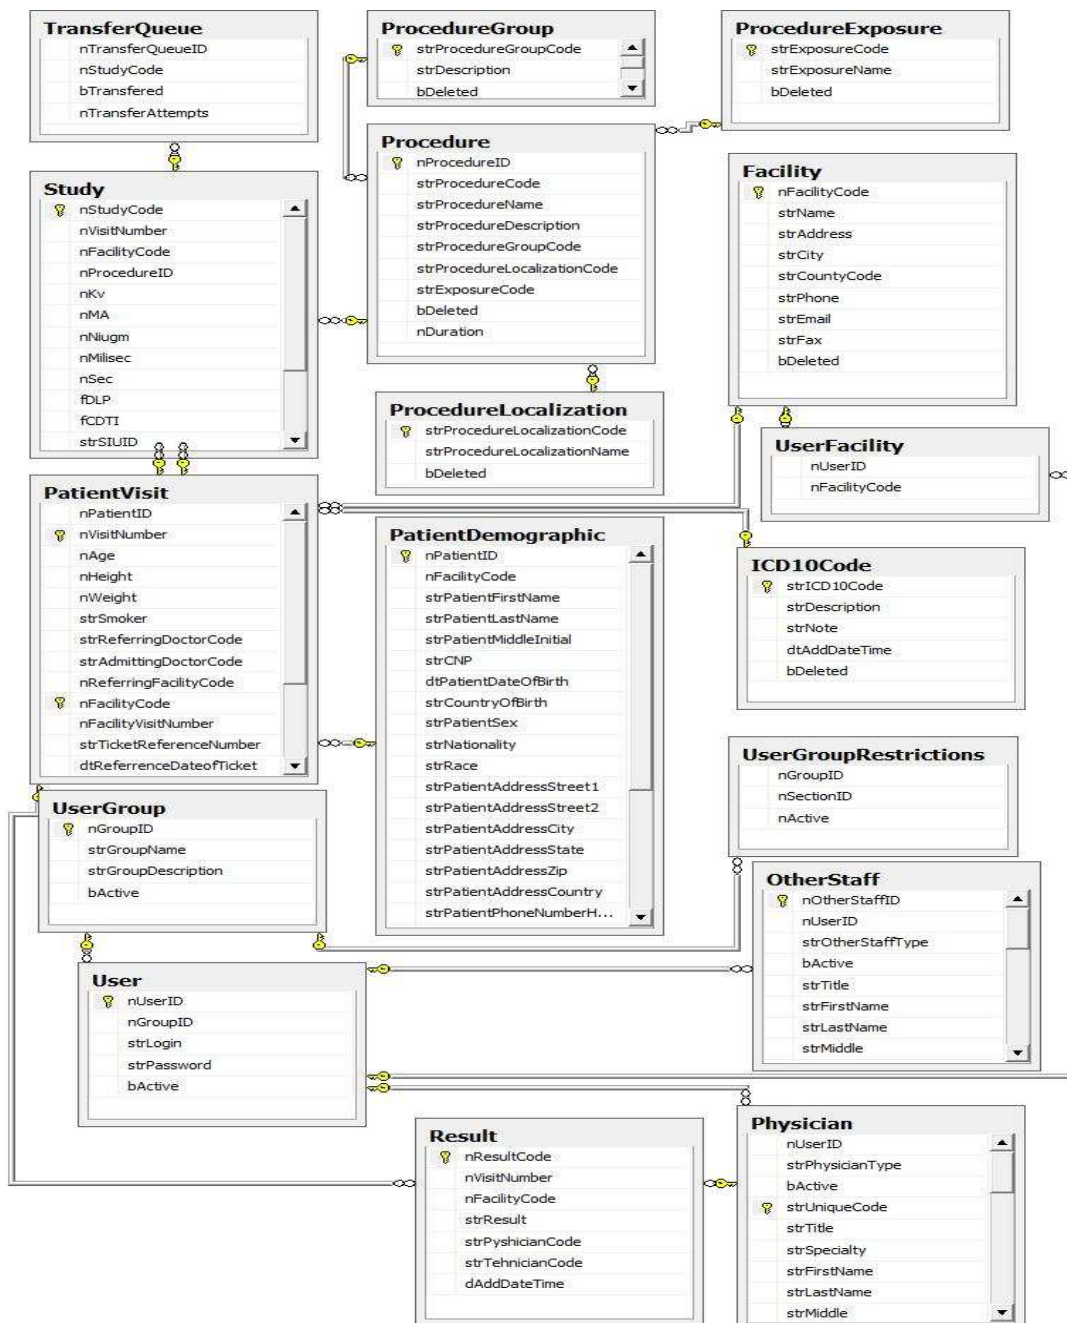 TransferQueue
nTransferQueueID
nStudyCode
bTransfered
nTransferAttempts
ProcedureGroup
strProcedureGroupCode
strDescription
bDeleted
ProcedureExposure
strExposureCode
strExposureName
bDeleted
Study
nStudyCode
nVisitNumber
nFacilityCode
nProcedureID
nKv
nMA
nNiugm
nMilisec
nSec
fDLP
fCDTI
strSIUID
Procedure
nProcedureID
strProcedureCode
strProcedureName
strProcedureDescription
strProcedureGroupCode
strProcedureLocalizationCode
strExposureCode
bDeleted
nDuration
Facility
nFacilityCode
strName
strAddress
strCity
strCountyCode
strPhone
strEmail
strFax
bDeleted
ProcedureLocalization
strProcedureLocalizationCode
strProcedureLocalizationName
bDeleted
UserFacility
nUserID
nFacilityCode
PatientVisit
nPatientID
nVisitNumber
nAge
nHeight
nWeight
strSmoker
strReferringDoctorCode
strAdmittingDoctorCode
nReferringFacilityCode
nFacilityCode
nFacilityVisitNumber
strTicketReferenceNumber
dtReferrenceDateofTicket
PatientDemographic
nPatientID
nFacilityCode
strPatientFirstName
strPatientLastName
strPatientMiddleInitial
strCNP
dtPatientDateOfBirth
strCountryOfBirth
strPatientSex
strNationality
strRace
strPatientAddressStreet1
strPatientAddressStreet2
strPatientAddressCity
strPatientAddressState
strPatientAddressZip
strPatientAddressCountry
strPatientPhoneNumberH...
ICD10Code
strICD10Code
strDescription
strNote
dtAddDateTime
bDeleted
UserGroupRestrictions
nGroupID
nSectionID
nActive
UserGroup
nGroupID
strGroupName
strGroupDescription
bActive
OtherStaff
nOtherStaffID
nUserID
strOtherStaffType
bActive
strTitle
strFirstName
strLastName
strMiddle
User
nUserID
nGroupID
strLogin
strPassword
bActive
Result
nResultCode
nVisitNumber
nFacilityCode
strResult
strPyshicianCode
strTehnicianCode
dAddDateTime
Physician
nUserID
strPhysicianType
bActive
strUniqueCode
strTitle
strSpecialty
strFirstName
strLastName
strMiddle